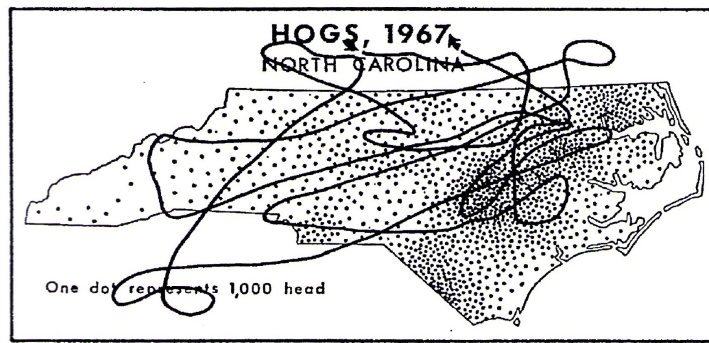 HOGS, 1967
NORTH CAROLINA
One dot represents 1,000 head